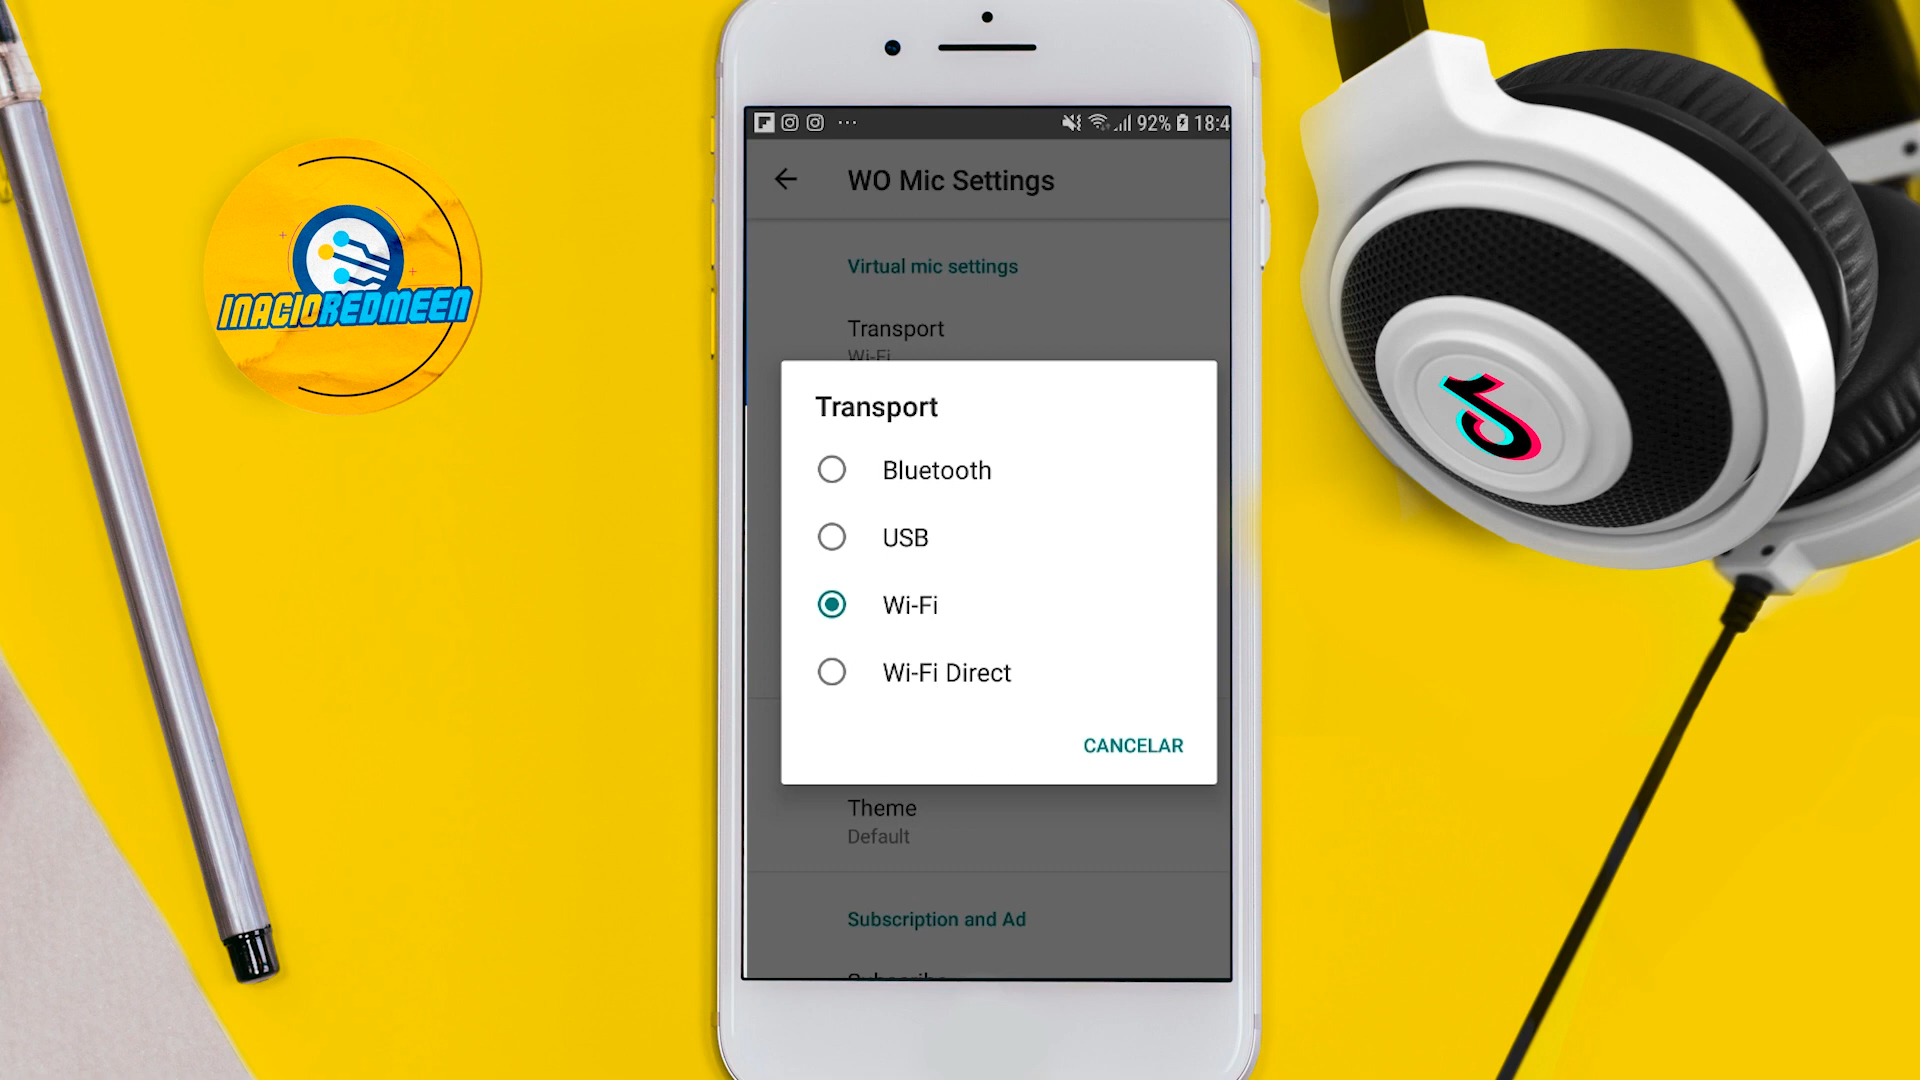 92% 18:4
WO Mic Settings
Virtual mic settings
Transport
Wi-Fi
Transport
Bluetooth
USB
Wi-Fi
Wi-Fi Direct
CANCELAR
Theme
Default
Subscription and Ad
INACIOREDMEEN